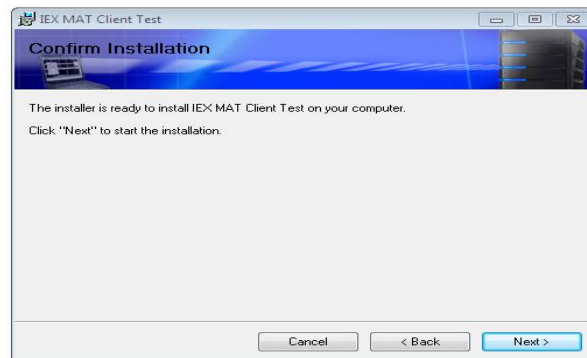 IEX MAT Client Test
Confirm Installation
The installer is ready to install IEX MAT Client Test on your computer.
Click "Next" to start the installation.
Cancel
< Back
Next >